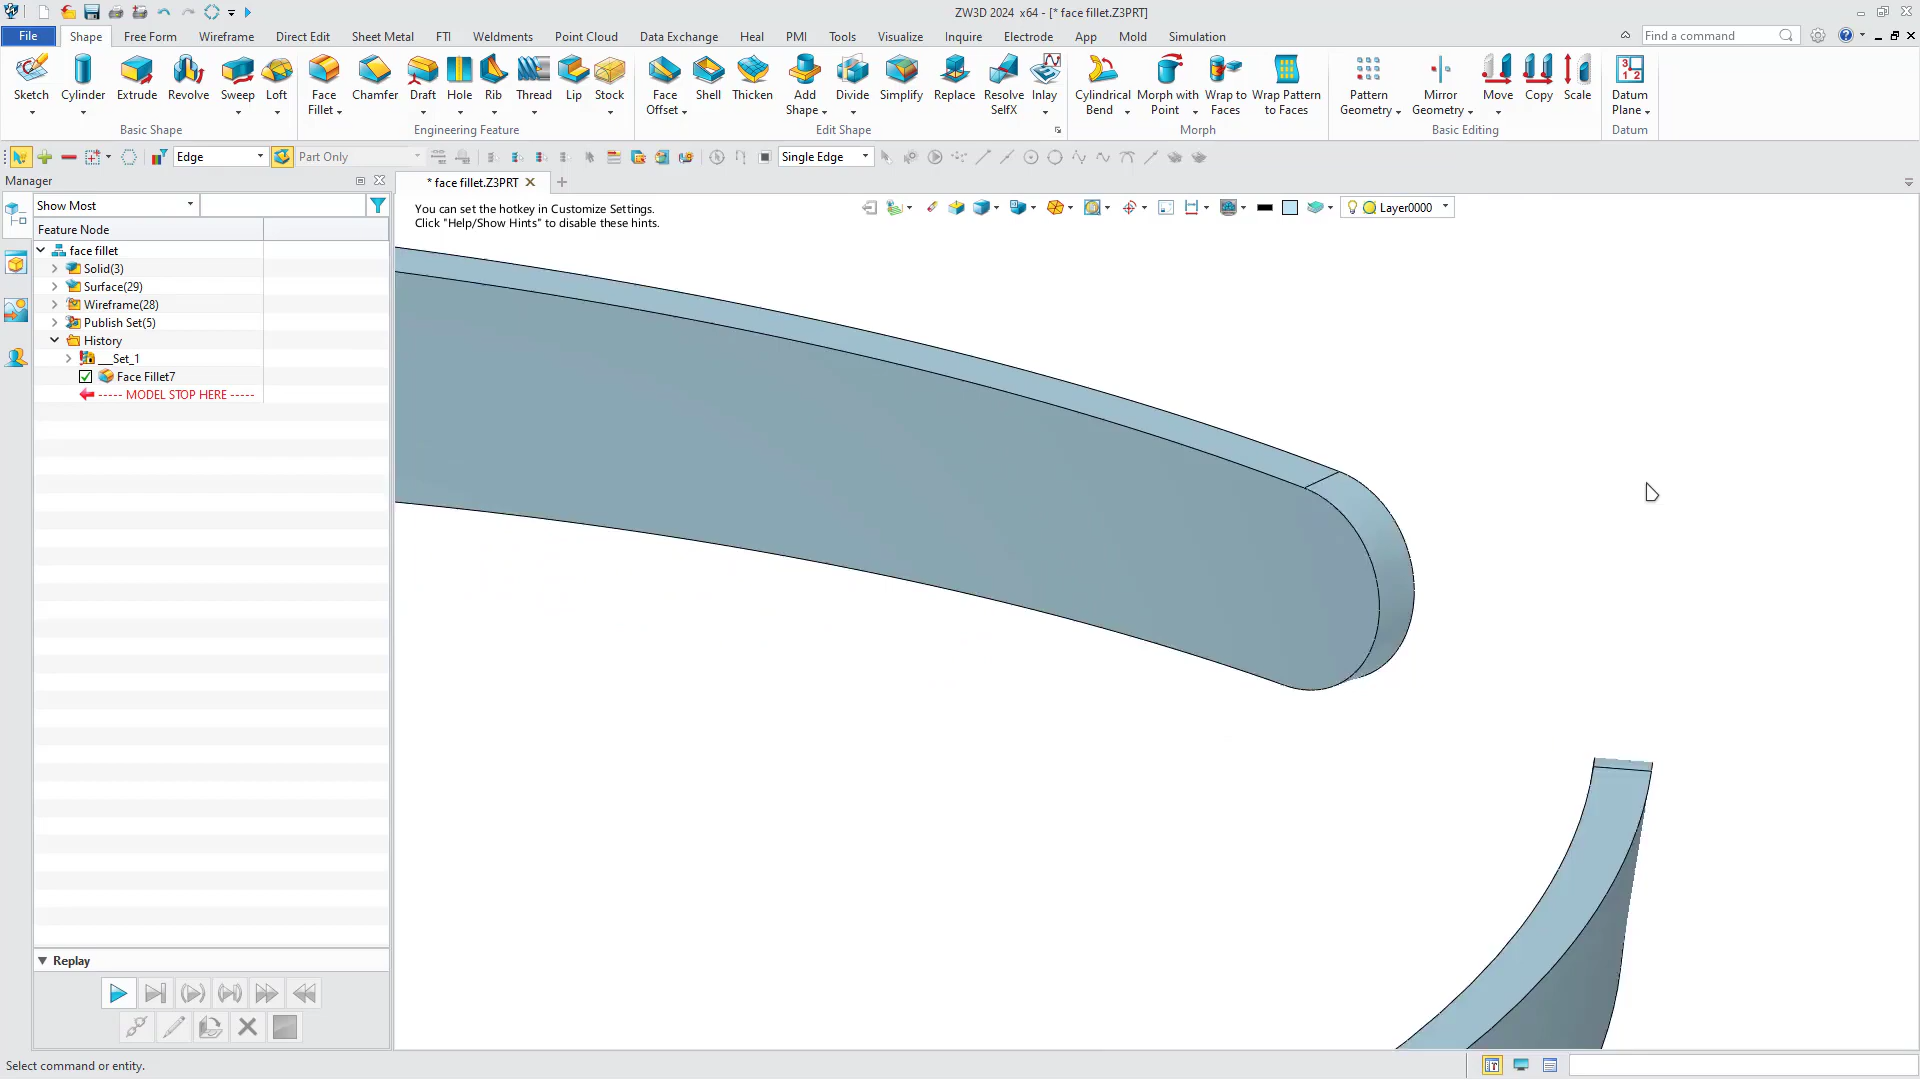 ZW3D 2024 x64 - [* face fillet.Z3PRT]
File Shape Free Form Wireframe Direct Edit Sheet Metal FTI Weldments Point Cloud Data Exchange Heal PMI Tools Visualize Inquire Electrode App Mold Simulation Find a command
Sketch Cylinder Extrude Revolve Sweep Loft
Basic Shape
Face Fillet Chamfer Draft Hole Rib Thread Lip Stock
Engineering Feature
Face Offset Shell Thicken Add Shape Divide Simplify Replace Resolve SelfX Inlay
Edit Shape
Cylindrical Bend Morph with Point Wrap to Faces Wrap Pattern to Faces
Morph
Pattern Geometry Mirror Geometry Move Copy Scale
Basic Editing
Datum Plane
Datum
Edge Part Only Single Edge
Manager
* face fillet.Z3PRT
Show Most
Feature Node
face fillet
Solid(3)
Surface(29)
Wireframe(28)
Publish Set(5)
History
___Set_1
Face Fillet7
----- MODEL STOP HERE -----
You can set the hotkey in Customize Settings.
Click "Help/Show Hints" to disable these hints.
Layer0000
Replay
Select command or entity.